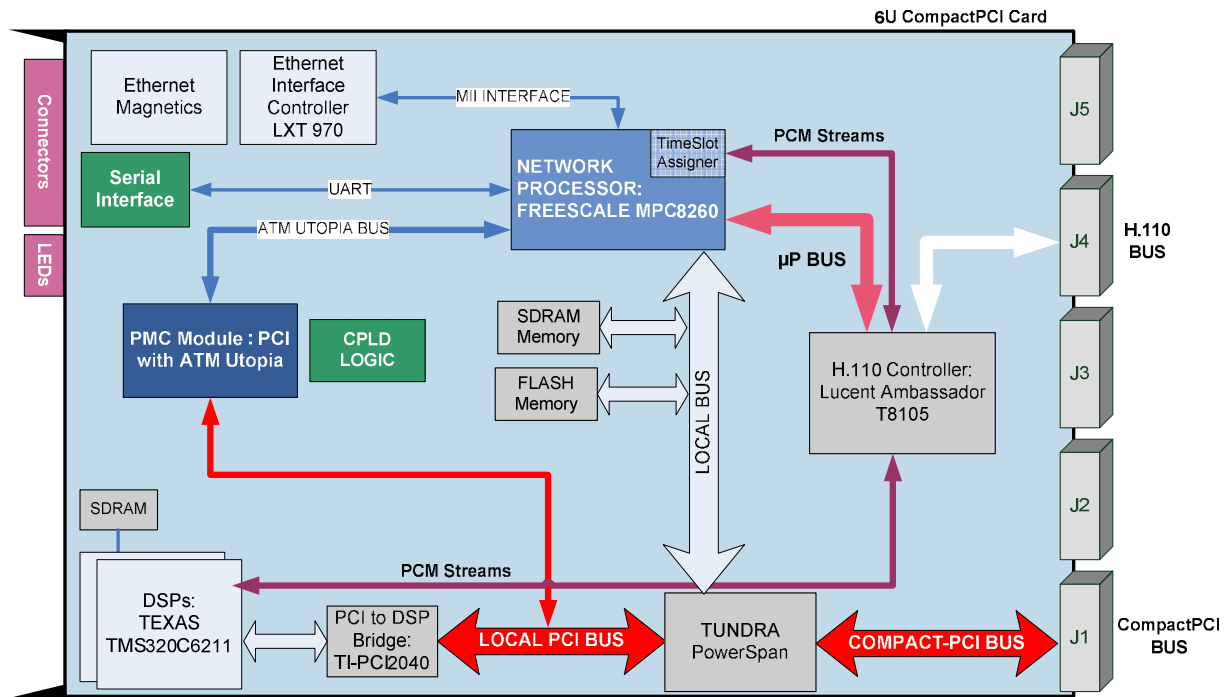 6U CompactPCI Card
Connectors
LEDs
Ethernet
Magnetics
Ethernet
Interface
Controller
LXT 970
MII INTERFACE
Serial
Interface
UART
ATM UTOPIA BUS
NETWORK
PROCESSOR:
FREESCALE MPC8260
TimeSlot
Assigner
PCM Streams
µP BUS
J5
J4
H.110
BUS
J3
J2
J1
CompactPCI
BUS
PMC Module : PCI
with ATM Utopia
CPLD
LOGIC
SDRAM
Memory
FLASH
Memory
LOCAL BUS
H.110 Controller:
Lucent Ambassador
T8105
SDRAM
DSPs:
TEXAS
TMS320C6211
PCM Streams
PCI to DSP
Bridge:
TI-PCI2040
LOCAL PCI BUS
TUNDRA
PowerSpan
COMPACT-PCI BUS